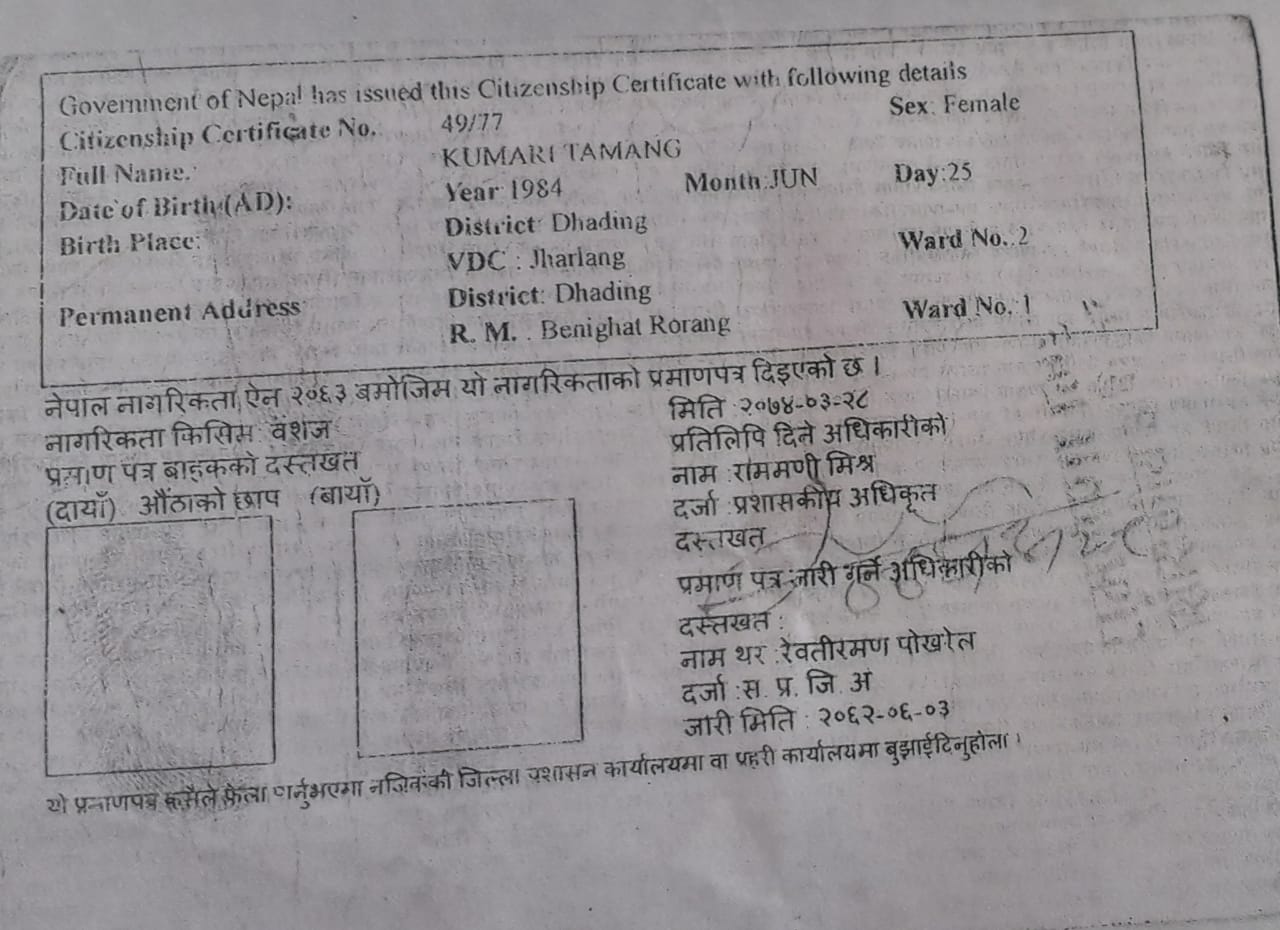 Government of Nepal has issued this Citizenship Certificate with following details
Citizenship Certificate No. 49/77 Sex: Female
Full Name. KUMARI TAMANG
Date of Birth (AD): Year 1984 Month:JUN Day:25
Birth Place: District Dhading
VDC : Jharlang Ward No. 2
Permanent Address District: Dhading
R. M. . Benighat Rorang Ward No. 1
नेपाल नागरिकता ऐन २०६३ बमोजिम यो नागरिकताको प्रमाणपत्र दिइएको छ ।
नागरिकता किसिम वंशज
प्रमाण पत्र बाहकको दस्तखत
(दायाँ) औंठाको छाप (बायाँ)
मिति : २०७४-०३-२८
प्रतिलिपि दिने अधिकारीको
नाम : राममणी मिश्र
दर्जा : प्रशासकीय अधिकृत
दस्तखत
प्रमाण पत्र जारी गर्ने अधिकारीको
दस्तखत :
नाम थर : रेवतीरमण पोखरेल
दर्जा : स. प्र. जि. अ
जारी मिति : २०६२-०६-०३
यो प्रमाणपत्र कसैले फेला पार्नुभएमा नजिकको जिल्ला प्रशासन कार्यालयमा वा प्रहरी कार्यालयमा बुझाईदिनुहोला ।